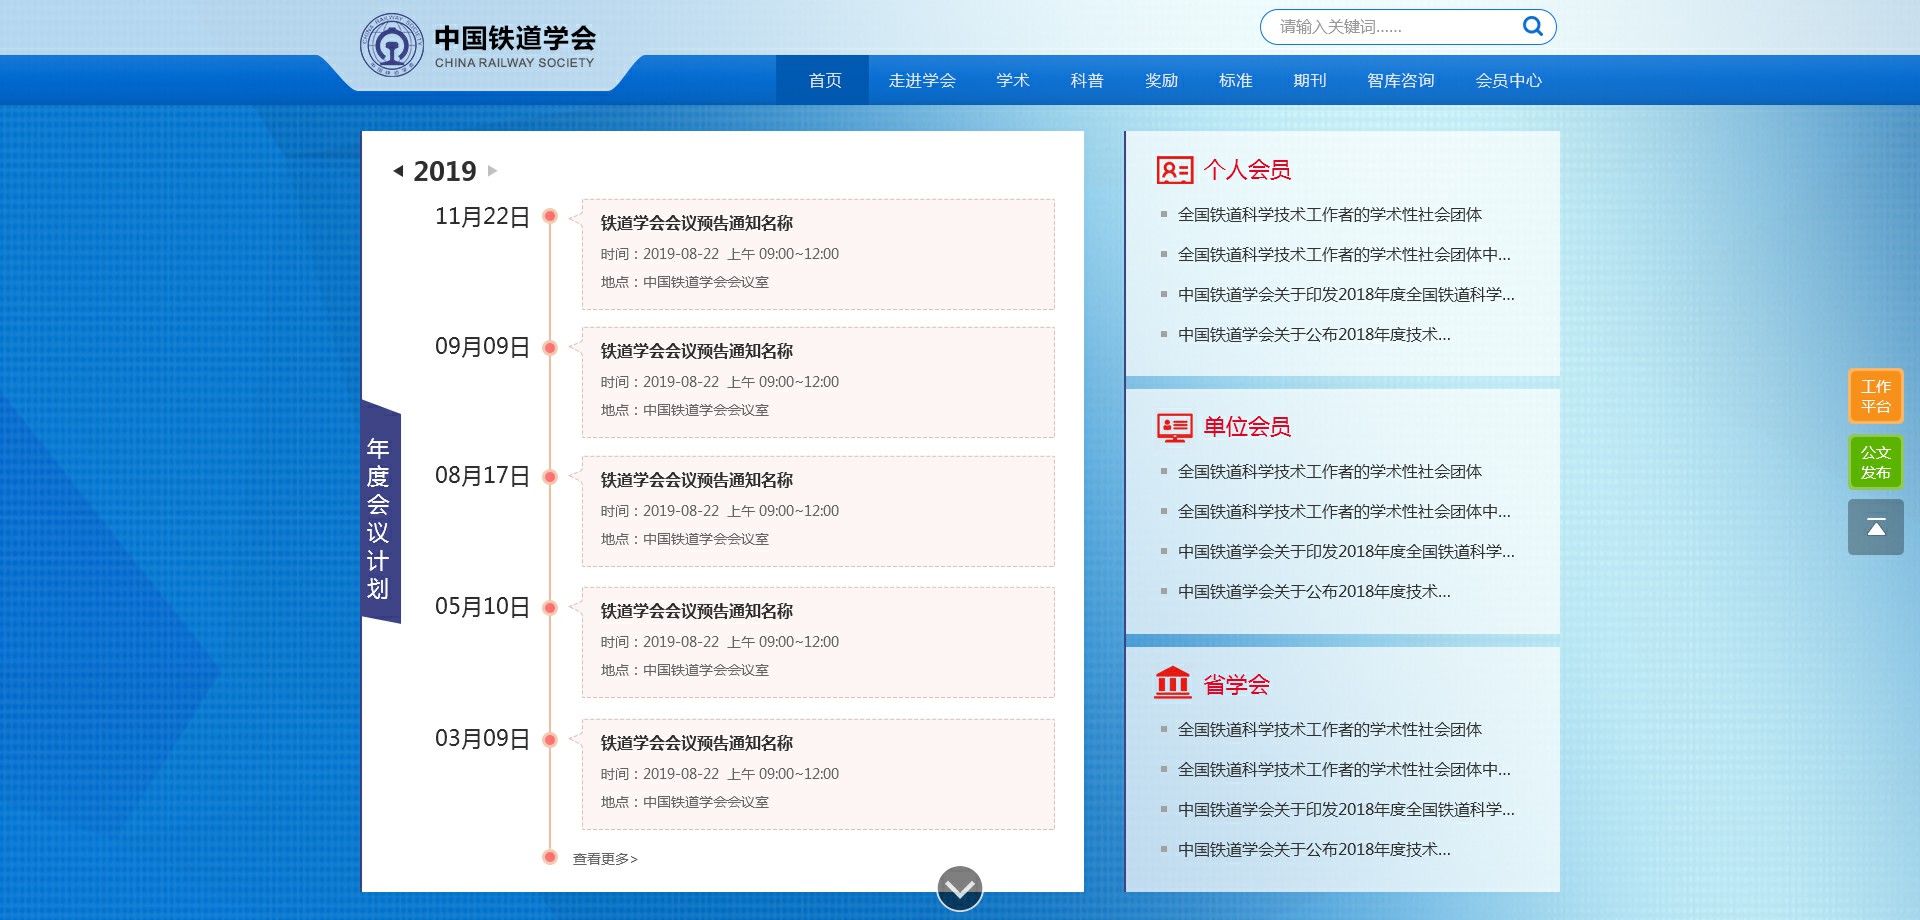 中国铁道学会
CHINA RAILWAY SOCIETY
请输入关键词......
首页 走进学会 学术 科普 奖励 标准 期刊 智库咨询 会员中心
年度会议计划
2019
11月22日
铁道学会会议预告通知名称
时间：2019-08-22 上午 09:00~12:00
地点：中国铁道学会会议室
09月09日
铁道学会会议预告通知名称
时间：2019-08-22 上午 09:00~12:00
地点：中国铁道学会会议室
08月17日
铁道学会会议预告通知名称
时间：2019-08-22 上午 09:00~12:00
地点：中国铁道学会会议室
05月10日
铁道学会会议预告通知名称
时间：2019-08-22 上午 09:00~12:00
地点：中国铁道学会会议室
03月09日
铁道学会会议预告通知名称
时间：2019-08-22 上午 09:00~12:00
地点：中国铁道学会会议室
查看更多>
个人会员
全国铁道科学技术工作者的学术性社会团体
全国铁道科学技术工作者的学术性社会团体中...
中国铁道学会关于印发2018年度全国铁道科学...
中国铁道学会关于公布2018年度技术...
单位会员
全国铁道科学技术工作者的学术性社会团体
全国铁道科学技术工作者的学术性社会团体中...
中国铁道学会关于印发2018年度全国铁道科学...
中国铁道学会关于公布2018年度技术...
省学会
全国铁道科学技术工作者的学术性社会团体
全国铁道科学技术工作者的学术性社会团体中...
中国铁道学会关于印发2018年度全国铁道科学...
中国铁道学会关于公布2018年度技术...
工作
平台
公文
发布